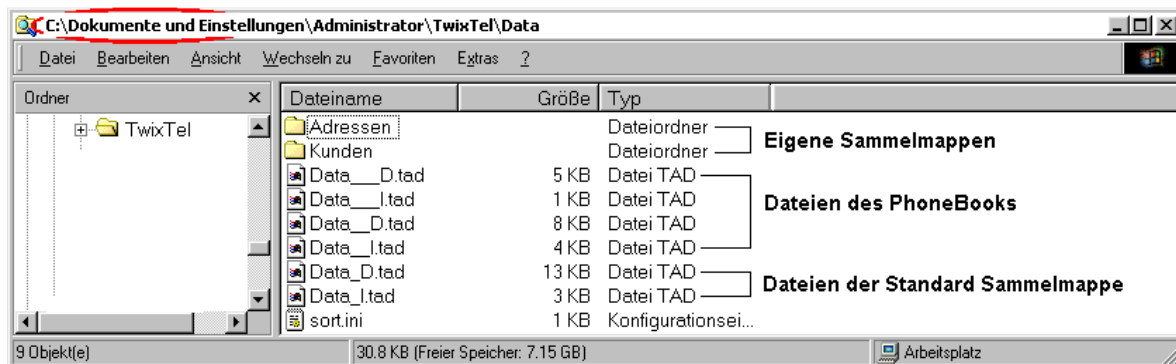 C:\Dokumente und Einstellungen\Administrator\TwixTel\Data
Datei Bearbeiten Ansicht Wechseln zu Favoriten Extras ?
Ordner
TwixTel
Dateiname Größe Typ
Adressen Dateiordner
Kunden Dateiordner
Eigene Sammelmappen
Data___D.tad 5 KB Datei TAD
Data___I.tad 1 KB Datei TAD
Data__D.tad 8 KB Datei TAD
Data__I.tad 4 KB Datei TAD
Dateien des PhoneBooks
Data_D.tad 13 KB Datei TAD
Data_I.tad 3 KB Datei TAD
Dateien der Standard Sammelmappe
sort.ini 1 KB Konfigurationsei...
9 Objekt(e) 30.8 KB (Freier Speicher: 7.15 GB) Arbeitsplatz